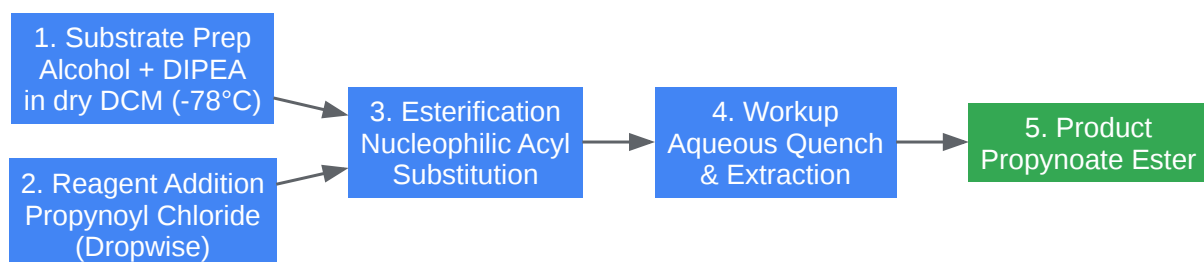 1. Substrate Prep
Alcohol + DIPEA
in dry DCM (-78°C)
2. Reagent Addition
Propynoyl Chloride
(Dropwise)
3. Esterification
Nucleophilic Acyl
Substitution
4. Workup
Aqueous Quench
& Extraction
5. Product
Propynoate Ester